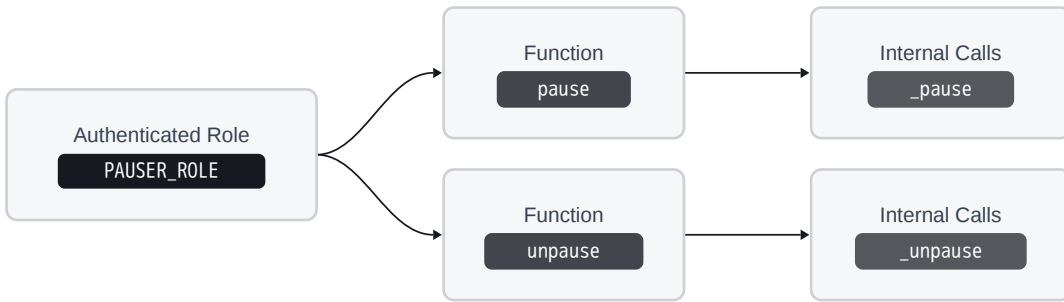 Function
pause
Internal Calls
_pause
Authenticated Role
PAUSER_ROLE
Function
unpause
Internal Calls
_unpause